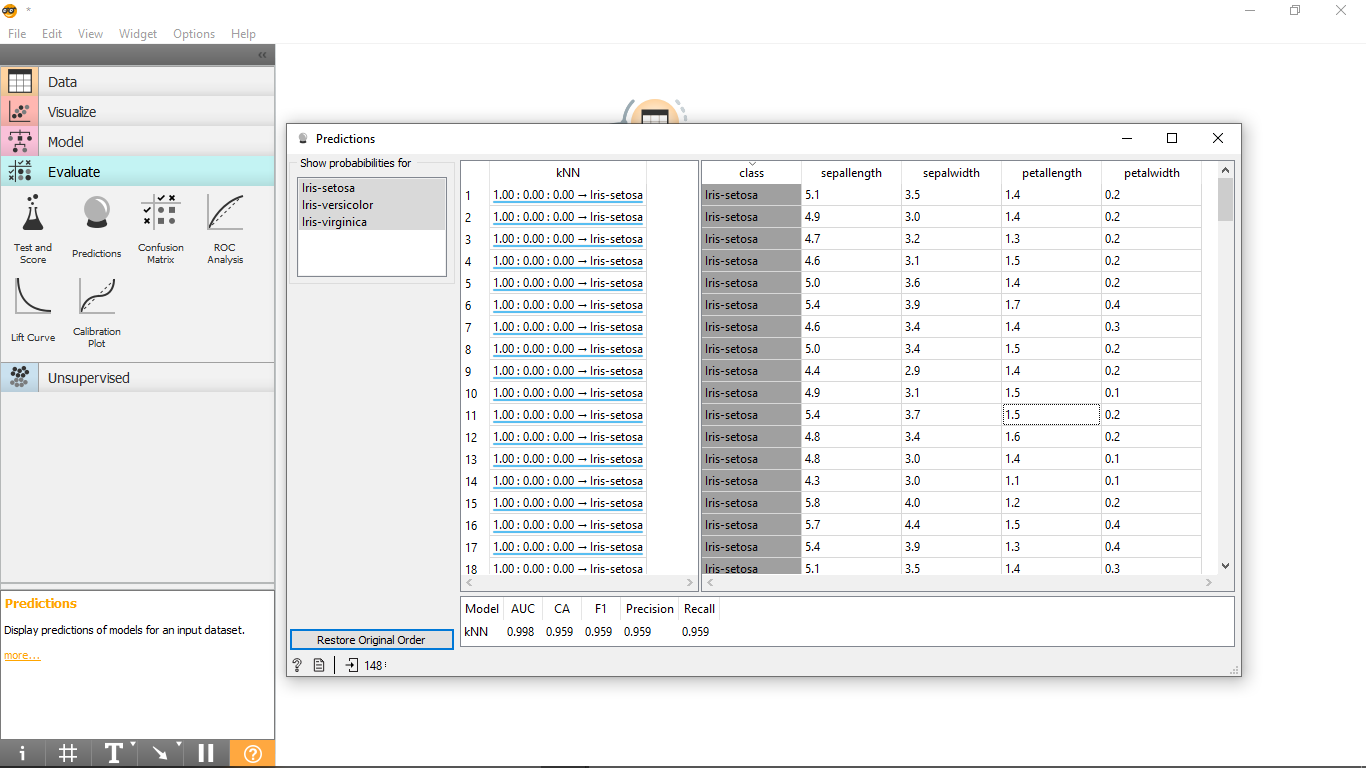 *
File Edit View Widget Options Help
Data
Visualize
Model
Evaluate
Test and Score
Predictions
Confusion Matrix
ROC Analysis
Lift Curve
Calibration Plot
Unsupervised
Predictions
Display predictions of models for an input dataset.
more...
Predictions
Show probabilities for
Iris-setosa
Iris-versicolor
Iris-virginica
Restore Original Order
148
kNN class sepallength sepalwidth petallength petalwidth
1 1.00 : 0.00 : 0.00 → Iris-setosa Iris-setosa 5.1 3.5 1.4 0.2
2 1.00 : 0.00 : 0.00 → Iris-setosa Iris-setosa 4.9 3.0 1.4 0.2
3 1.00 : 0.00 : 0.00 → Iris-setosa Iris-setosa 4.7 3.2 1.3 0.2
4 1.00 : 0.00 : 0.00 → Iris-setosa Iris-setosa 4.6 3.1 1.5 0.2
5 1.00 : 0.00 : 0.00 → Iris-setosa Iris-setosa 5.0 3.6 1.4 0.2
6 1.00 : 0.00 : 0.00 → Iris-setosa Iris-setosa 5.4 3.9 1.7 0.4
7 1.00 : 0.00 : 0.00 → Iris-setosa Iris-setosa 4.6 3.4 1.4 0.3
8 1.00 : 0.00 : 0.00 → Iris-setosa Iris-setosa 5.0 3.4 1.5 0.2
9 1.00 : 0.00 : 0.00 → Iris-setosa Iris-setosa 4.4 2.9 1.4 0.2
10 1.00 : 0.00 : 0.00 → Iris-setosa Iris-setosa 4.9 3.1 1.5 0.1
11 1.00 : 0.00 : 0.00 → Iris-setosa Iris-setosa 5.4 3.7 1.5 0.2
12 1.00 : 0.00 : 0.00 → Iris-setosa Iris-setosa 4.8 3.4 1.6 0.2
13 1.00 : 0.00 : 0.00 → Iris-setosa Iris-setosa 4.8 3.0 1.4 0.1
14 1.00 : 0.00 : 0.00 → Iris-setosa Iris-setosa 4.3 3.0 1.1 0.1
15 1.00 : 0.00 : 0.00 → Iris-setosa Iris-setosa 5.8 4.0 1.2 0.2
16 1.00 : 0.00 : 0.00 → Iris-setosa Iris-setosa 5.7 4.4 1.5 0.4
17 1.00 : 0.00 : 0.00 → Iris-setosa Iris-setosa 5.4 3.9 1.3 0.4
18 1.00 : 0.00 : 0.00 → Iris-setosa Iris-setosa 5.1 3.5 1.4 0.3
Model AUC CA F1 Precision Recall
kNN 0.998 0.959 0.959 0.959 0.959